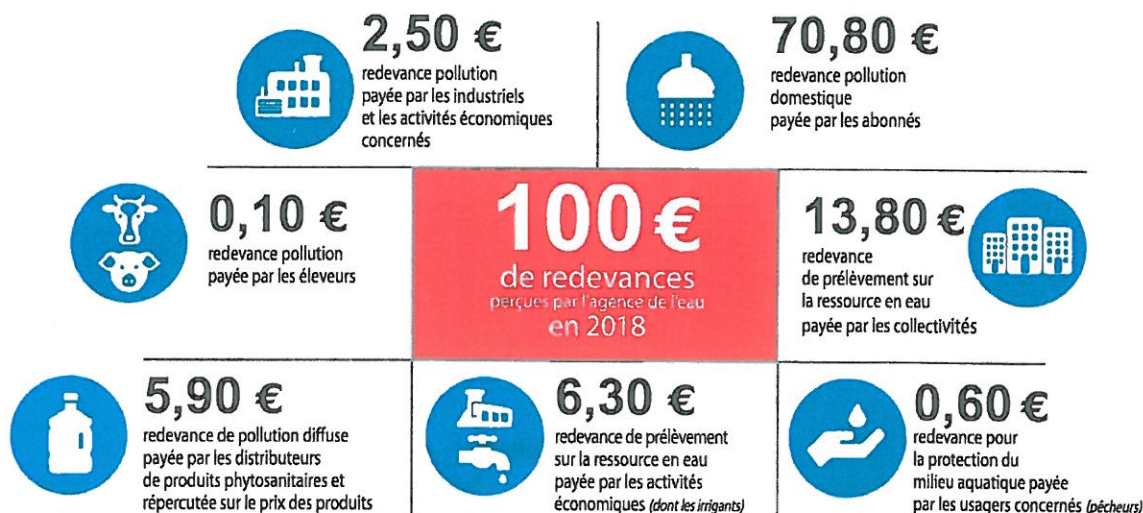 2,50 €
redevance pollution
payée par les industriels
et les activités économiques
concernés
70,80 €
redevance pollution
domestique
payée par les abonnés
0,10 €
redevance pollution
payée par les éleveurs
100 €
de redevances
perçues par l'agence de l'eau
en 2018
13,80 €
redevance
de prélèvement sur
la ressource en eau
payée par les collectivités
5,90 €
redevance de pollution diffuse
payée par les distributeurs
de produits phytosanitaires et
répercutée sur le prix des produits
6,30 €
redevance de prélèvement
sur la ressource en eau
payée par les activités
économiques (dont les irrigants)
0,60 €
redevance pour
la protection du
milieu aquatique payée
par les usagers concernés (pêcheurs)